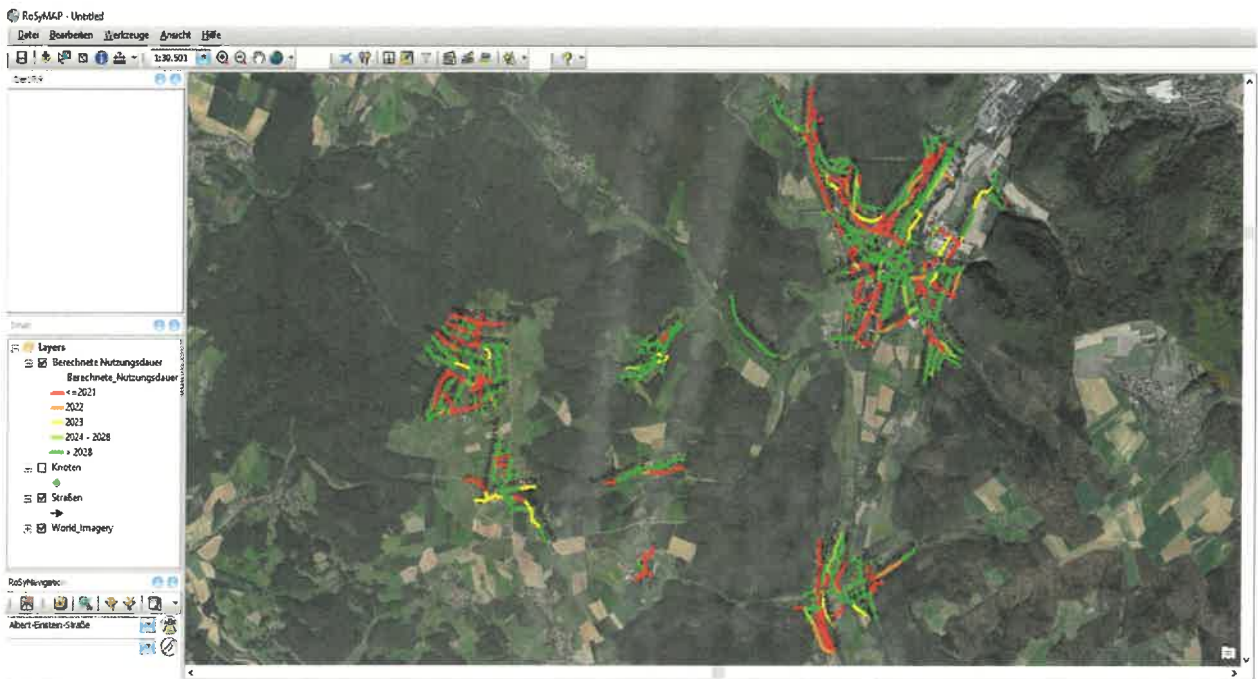 RoSyMAP - Untitled
Datei Bearbeiten Werkzeuge Ansicht Hilfe
1:30.501
Layers
Berechnete Nutzungsdauer
Berechnete_Nutzungsdauer
<=2021
2022
2023
2024 - 2028
> 2028
Knoten
Straßen
World_Imagery
RoSyNavigator
Albert-Einstein-Straße